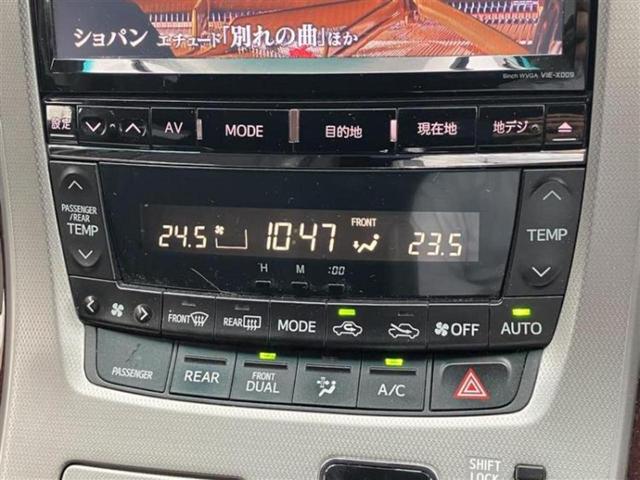 ショパン エチュード「別れの曲」ほか
8inch WVGA VIE-X009
設定 AV MODE 目的地 現在地 地デジ
PASSENGER/REAR TEMP
24.5 10:47 FRONT 23.5
TEMP
H M :00
FRONT REAR MODE OFF AUTO
PASSENGER REAR FRONT DUAL A/C
SHIFT LOCK